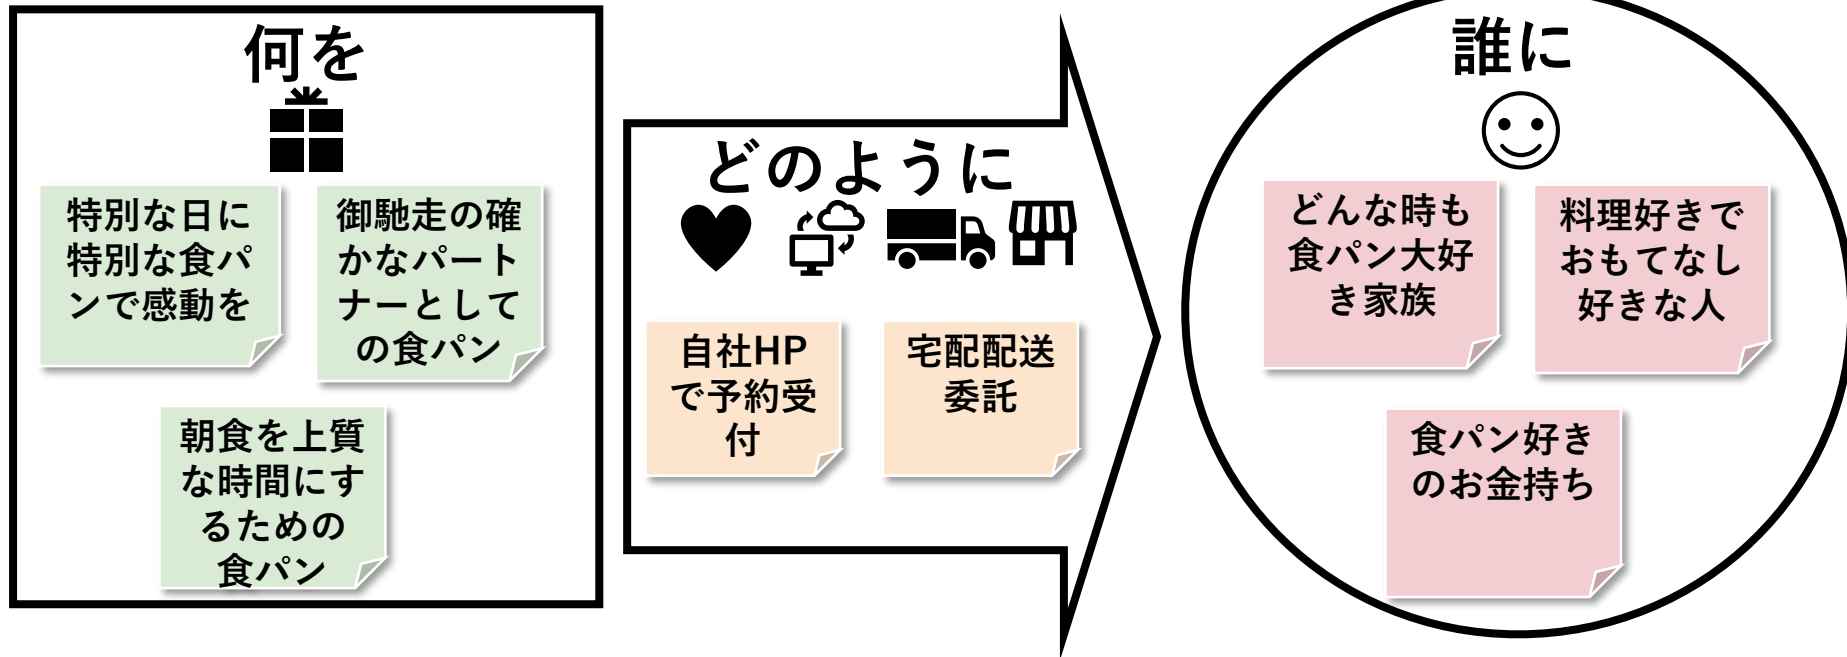 何を
特別な日に
特別な食パ
ンで感動を
御馳走の確
かなパート
ナーとして
の食パン
朝食を上質
な時間にす
るための
食パン
どのように
自社HP
で予約受
付
宅配配送
委託
誰に
どんな時も
食パン大好
き家族
料理好きで
おもてなし
好きな人
食パン好き
のお金持ち